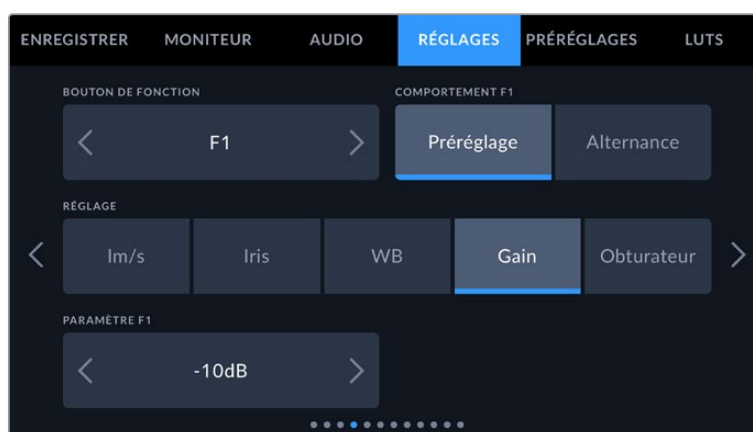 ENREGISTRER MONITEUR AUDIO RÉGLAGES PRÉRÉGLAGES LUTS
BOUTON DE FONCTION COMPORTEMENT F1
F1 Préréglage Alternance
RÉGLAGE
Im/s Iris WB Gain Obturateur
PARAMÈTRE F1
-10dB